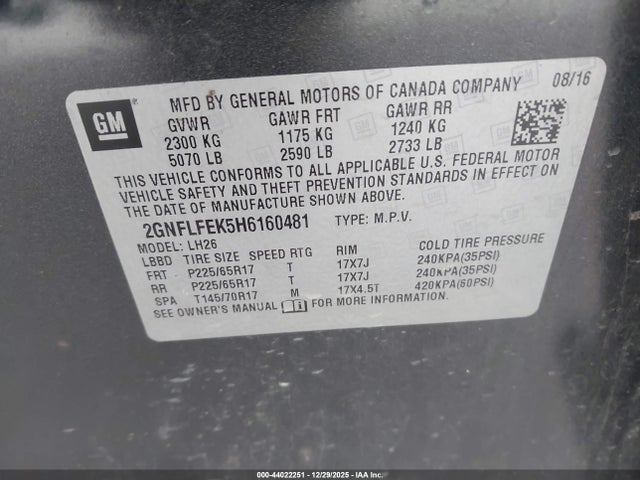 GM
MFD BY GENERAL MOTORS OF CANADA COMPANY 08/16
GVWR GAWR FRT GAWR RR
2300 KG 1175 KG 1240 KG
5070 LB 2590 LB 2733 LB
THIS VEHICLE CONFORMS TO ALL APPLICABLE U.S. FEDERAL MOTOR
VEHICLE SAFETY AND THEFT PREVENTION STANDARDS IN EFFECT ON
THE DATE OF MANUFACTURE SHOWN ABOVE.
2GNFLFEK5H6160481 TYPE: M.P.V.
MODEL: LH26
LBBD TIRE SIZE SPEED RTG RIM COLD TIRE PRESSURE
FRT P225/65R17 T 17X7J 240KPA(35PSI)
RR P225/65R17 T 17X7J 240KPA(35PSI)
SPA T145/70R17 M 17X4.5T 420KPA(60PSI)
SEE OWNER'S MANUAL FOR MORE INFORMATION.
000-44022251 - 12/29/2025 - IAA Inc.